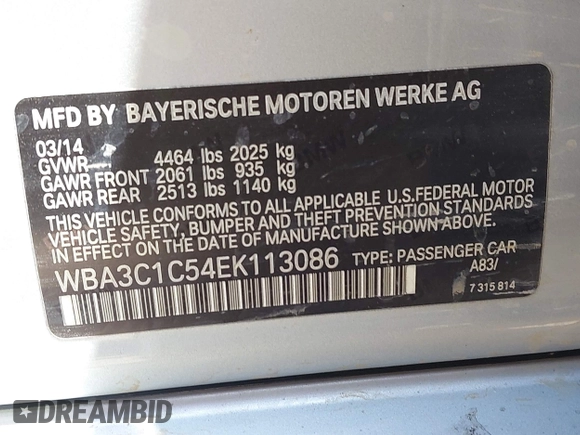 MFD BY BAYERISCHE MOTOREN WERKE AG
03/14
GVWR 4464 lbs 2025 kg
GAWR FRONT 2061 lbs 935 kg
GAWR REAR 2513 lbs 1140 kg
THIS VEHICLE CONFORMS TO ALL APPLICABLE U.S.FEDERAL MOTOR
VEHICLE SAFETY, BUMPER AND THEFT PREVENTION STANDARDS
IN EFFECT ON THE DATE OF MANUFACTURE SHOWN ABOVE.
WBA3C1C54EK113086 TYPE: PASSENGER CAR
A83/
7 315 814
DREAMBID